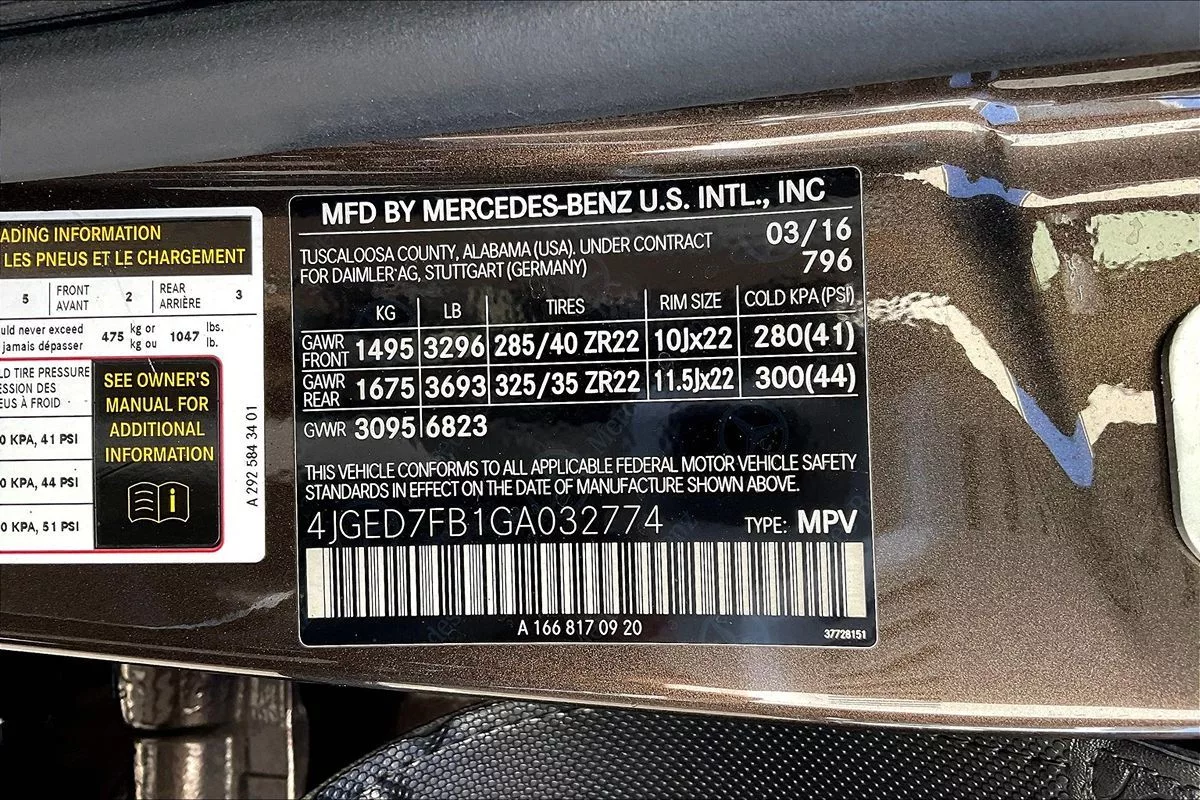 ADING INFORMATION
LES PNEUS ET LE CHARGEMENT
5 FRONT AVANT 2 REAR ARRIÈRE 3
uld never exceed
jamais dépasser
475 kg or kg ou 1047 lbs. lb.
LD TIRE PRESSURE
ESSION DES
EUS À FROID
0 KPA, 41 PSI
0 KPA, 44 PSI
0 KPA, 51 PSI
SEE OWNER'S
MANUAL FOR
ADDITIONAL
INFORMATION
i
A 292 584 34 01
MFD BY MERCEDES-BENZ U.S. INTL., INC
TUSCALOOSA COUNTY, ALABAMA (USA). UNDER CONTRACT
FOR DAIMLER AG, STUTTGART (GERMANY)
03/16
796
KG LB TIRES RIM SIZE COLD KPA (PSI)
GAWR FRONT 1495 3296 285/40 ZR22 10Jx22 280(41)
GAWR REAR 1675 3693 325/35 ZR22 11.5Jx22 300(44)
GVWR 3095 6823
THIS VEHICLE CONFORMS TO ALL APPLICABLE FEDERAL MOTOR VEHICLE SAFETY
STANDARDS IN EFFECT ON THE DATE OF MANUFACTURE SHOWN ABOVE.
4JGED7FB1GA032774 TYPE: MPV
A 166 817 09 20
37728151